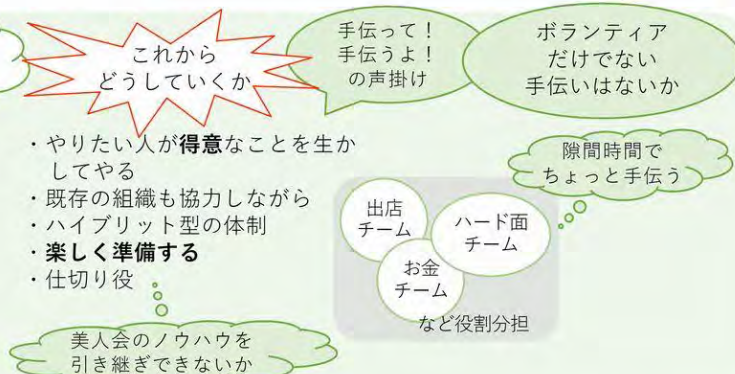 これから
どうしていくか
手伝って！
手伝うよ！
の声掛け
ボランティア
だけでない
手伝いはないか
・やりたい人が得意なことを生か
してやる
・既存の組織も協力しながら
・ハイブリット型の体制
・楽しく準備する
・仕切り役
隙間時間で
ちょっと手伝う
出店
チーム
ハード面
チーム
お金
チーム
など役割分担
美人会のノウハウを
引き継ぎできないか